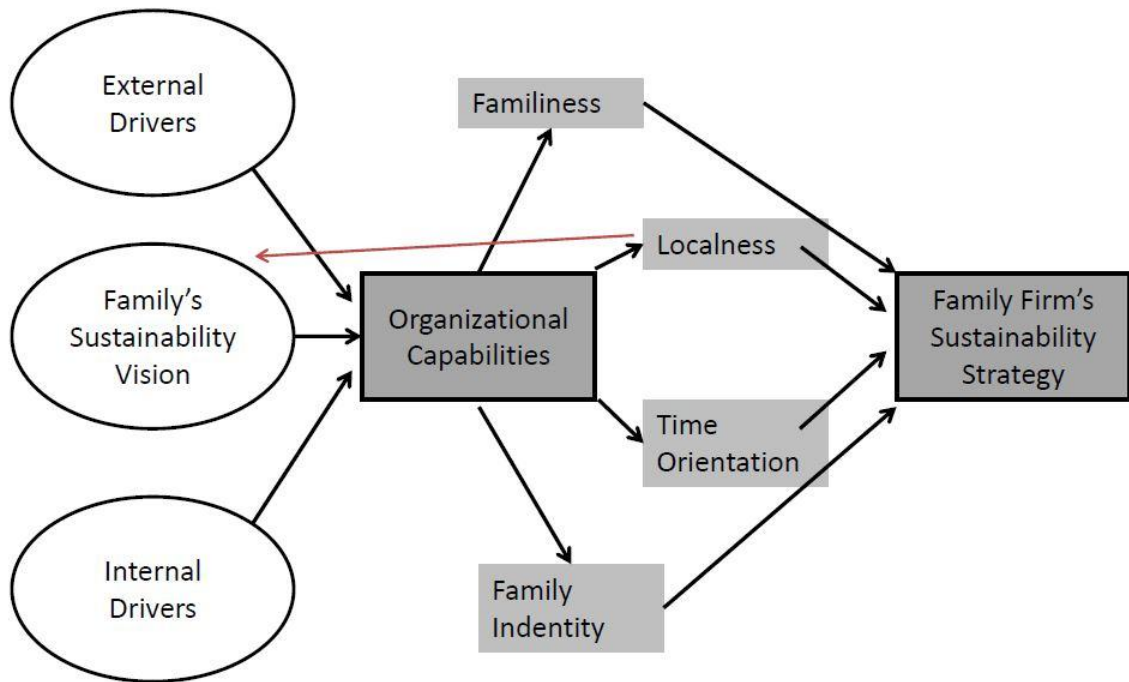 External
Drivers
Familiness
Localness
Family's
Sustainability
Vision
Organizational
Capabilities
Family Firm's
Sustainability
Strategy
Time
Orientation
Internal
Drivers
Family
Indentity